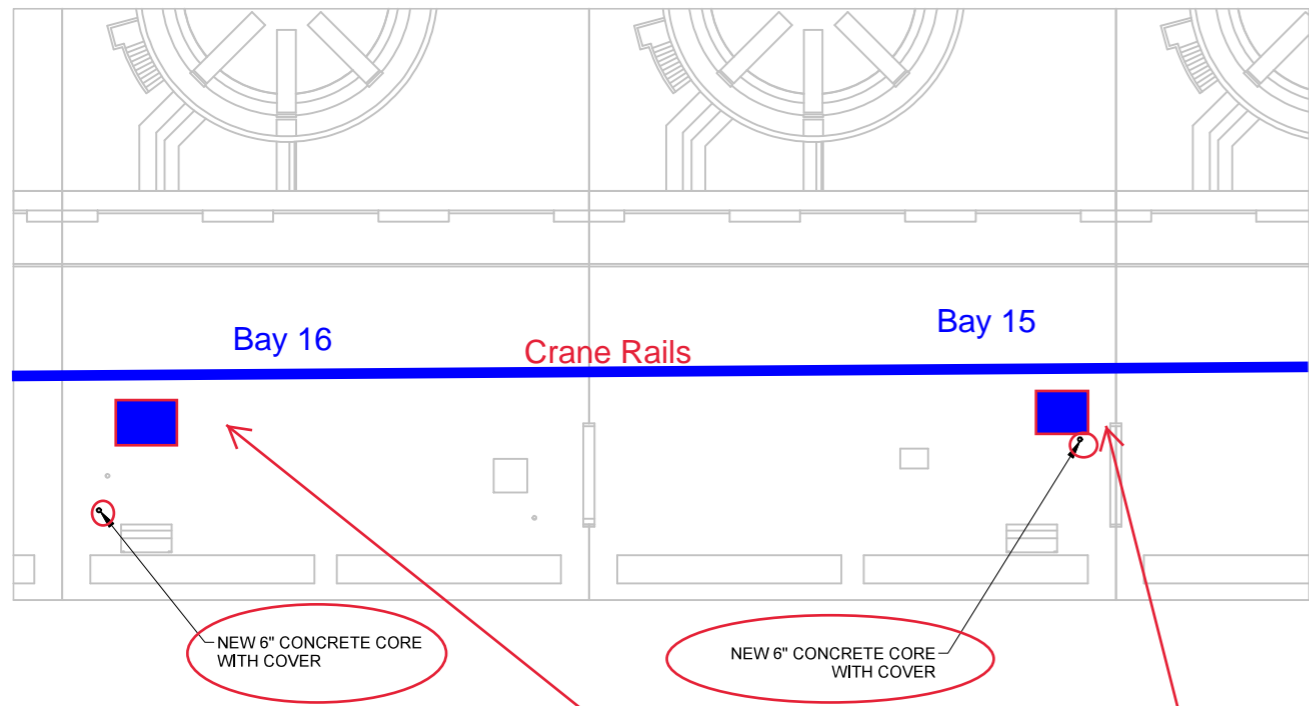 Bay 16
Bay 15
Crane Rails
NEW 6" CONCRETE CORE
WITH COVER
NEW 6" CONCRETE CORE
WITH COVER